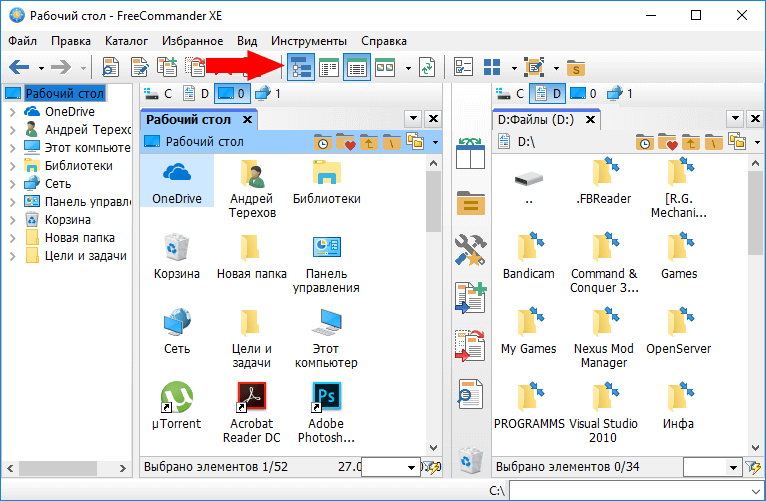 Рабочий стол - FreeCommander XE
Файл Правка Каталог Избранное Вид Инструменты Справка
S
Рабочий стол
OneDrive
Андрей Терехо
Этот компьюте
Библиотеки
Сеть
Панель управл
Корзина
Новая папка
Цели и задачи
C D 0 1
Рабочий стол
Рабочий стол
\
OneDrive
Андрей
Терехов
Библиотеки
Корзина
Новая папка
Панель
управления
Сеть
Цели и
задачи
Этот
компьютер
µTorrent
Acrobat
Reader DC
Adobe
Photosh...
Выбрано элементов 1/52
27.0
C D 0 1
D:Файлы (D:)
D:\
\
..
.FBReader
[R.G.
Mechani...
Bandicam
Command &
Conquer 3...
Games
My Games
Nexus Mod
Manager
OpenServer
PROGRAMMS
Visual Studio
2010
Инфа
Выбрано элементов 0/34
C:\